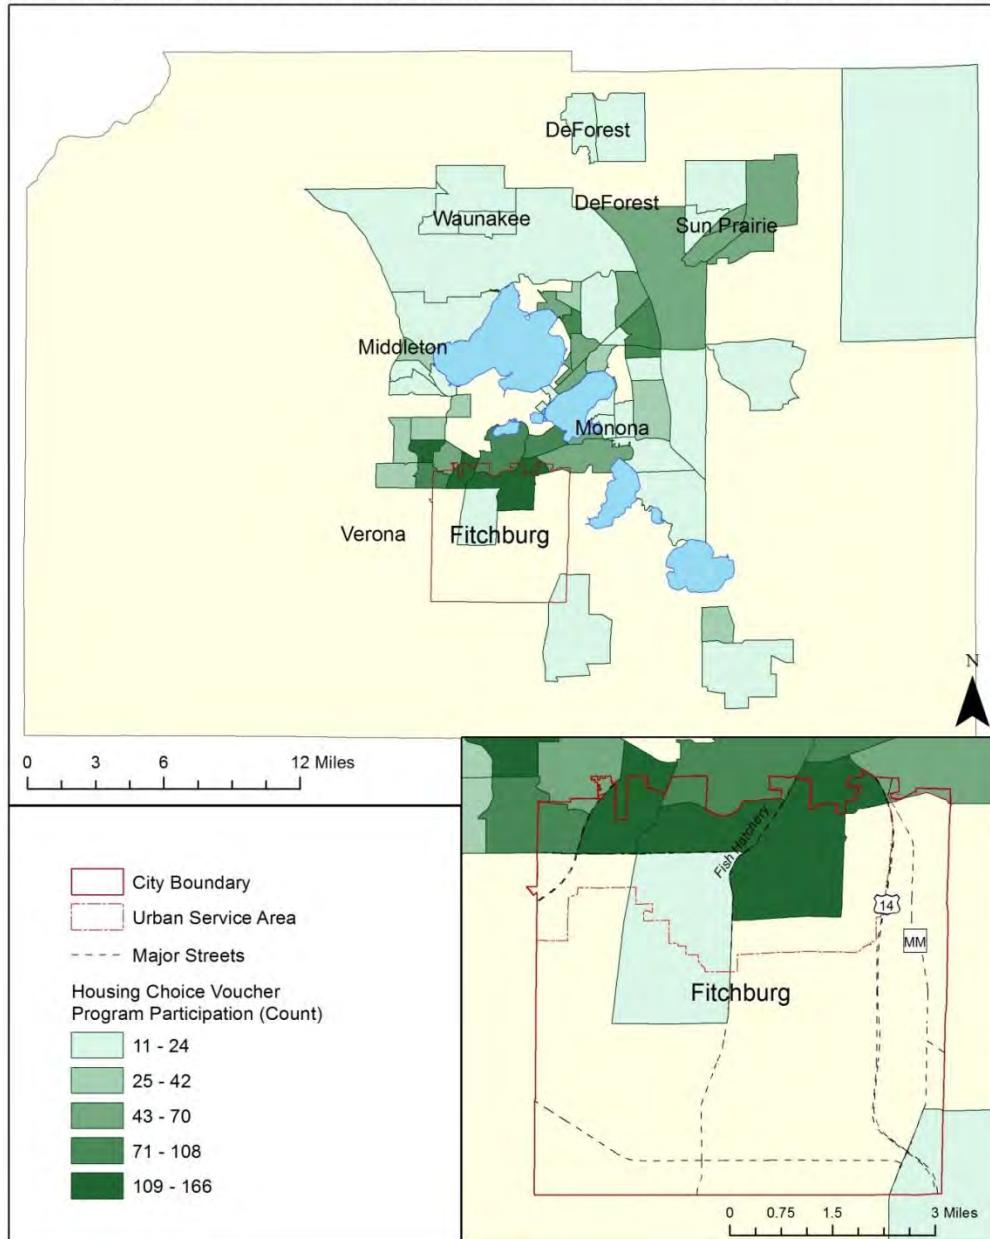 DeForest
DeForest
Waunakee
Sun Prairie
Middleton
Monona
Verona
Fitchburg
N
0 3 6 12 Miles
City Boundary
Urban Service Area
Major Streets
Housing Choice Voucher
Program Participation (Count)
11 - 24
25 - 42
43 - 70
71 - 108
109 - 166
Fish Hatchery
14
MM
Fitchburg
0 0.75 1.5 3 Miles